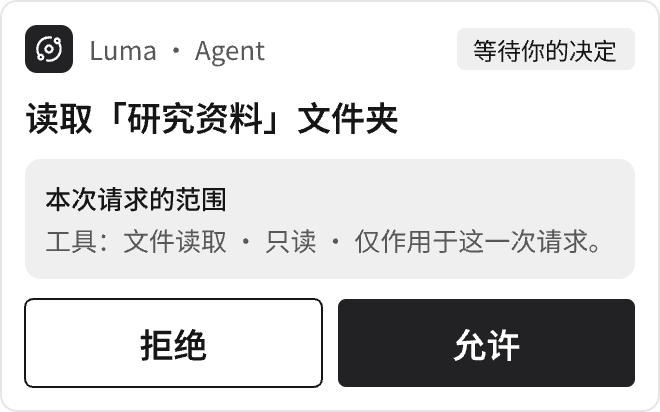 Luma · Agent
等待你的决定
读取「研究资料」文件夹
本次请求的范围
工具：文件读取 · 只读 · 仅作用于这一次请求。
拒绝
允许